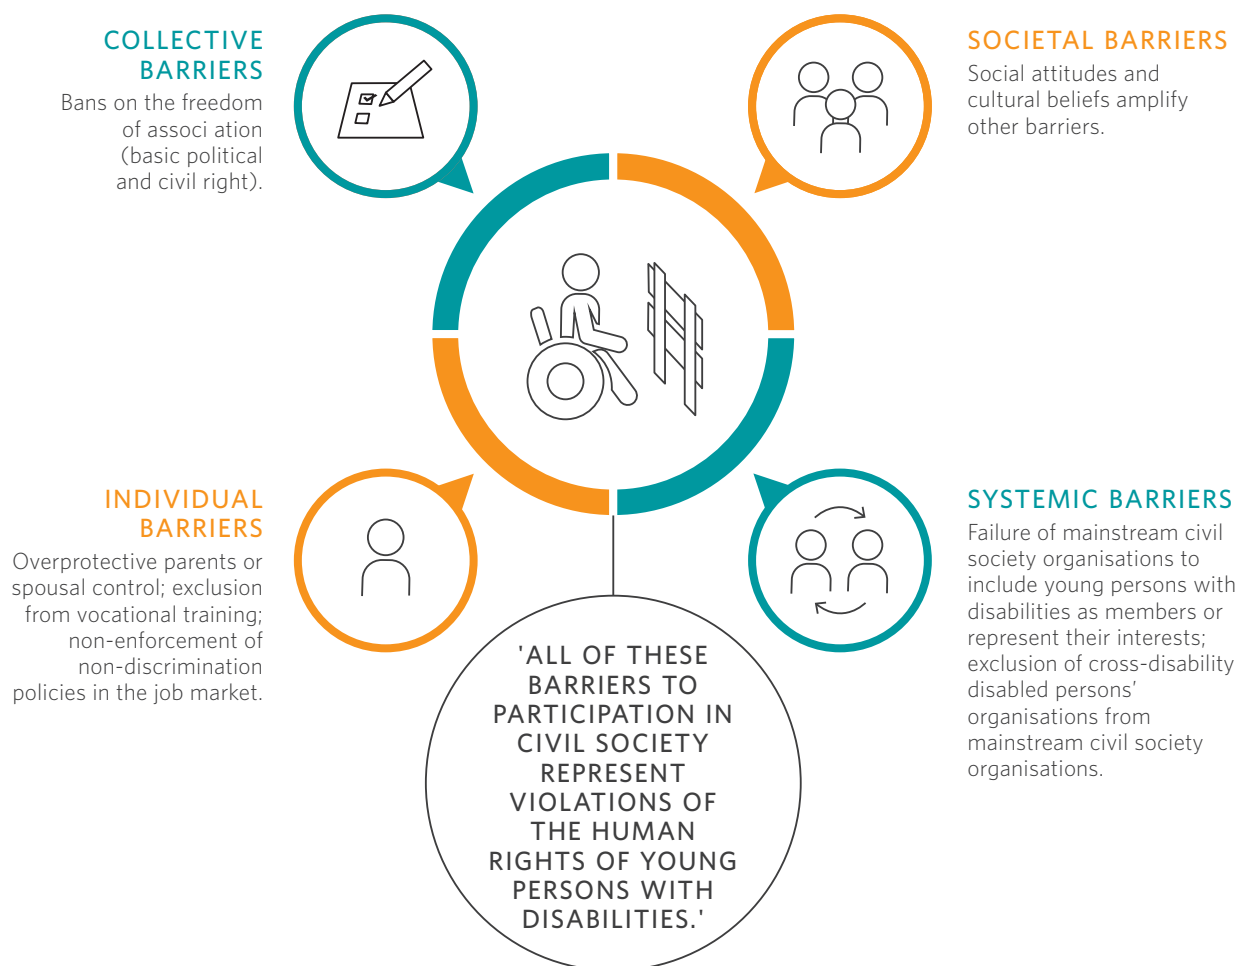 COLLECTIVE
BARRIERS
Bans on the freedom
of associ ation
(basic political
and civil right).
SOCIETAL BARRIERS
Social attitudes and
cultural beliefs amplify
other barriers.
INDIVIDUAL
BARRIERS
Overprotective parents or
spousal control; exclusion
from vocational training;
non-enforcement of
non-discrimination
policies in the job market.
SYSTEMIC BARRIERS
Failure of mainstream civil
society organisations to
include young persons with
disabilities as members or
represent their interests;
exclusion of cross-disability
disabled persons’
organisations from
mainstream civil society
organisations.
'ALL OF THESE
BARRIERS TO
PARTICIPATION IN
CIVIL SOCIETY
REPRESENT
VIOLATIONS OF
THE HUMAN
RIGHTS OF YOUNG
PERSONS WITH
DISABILITIES.'